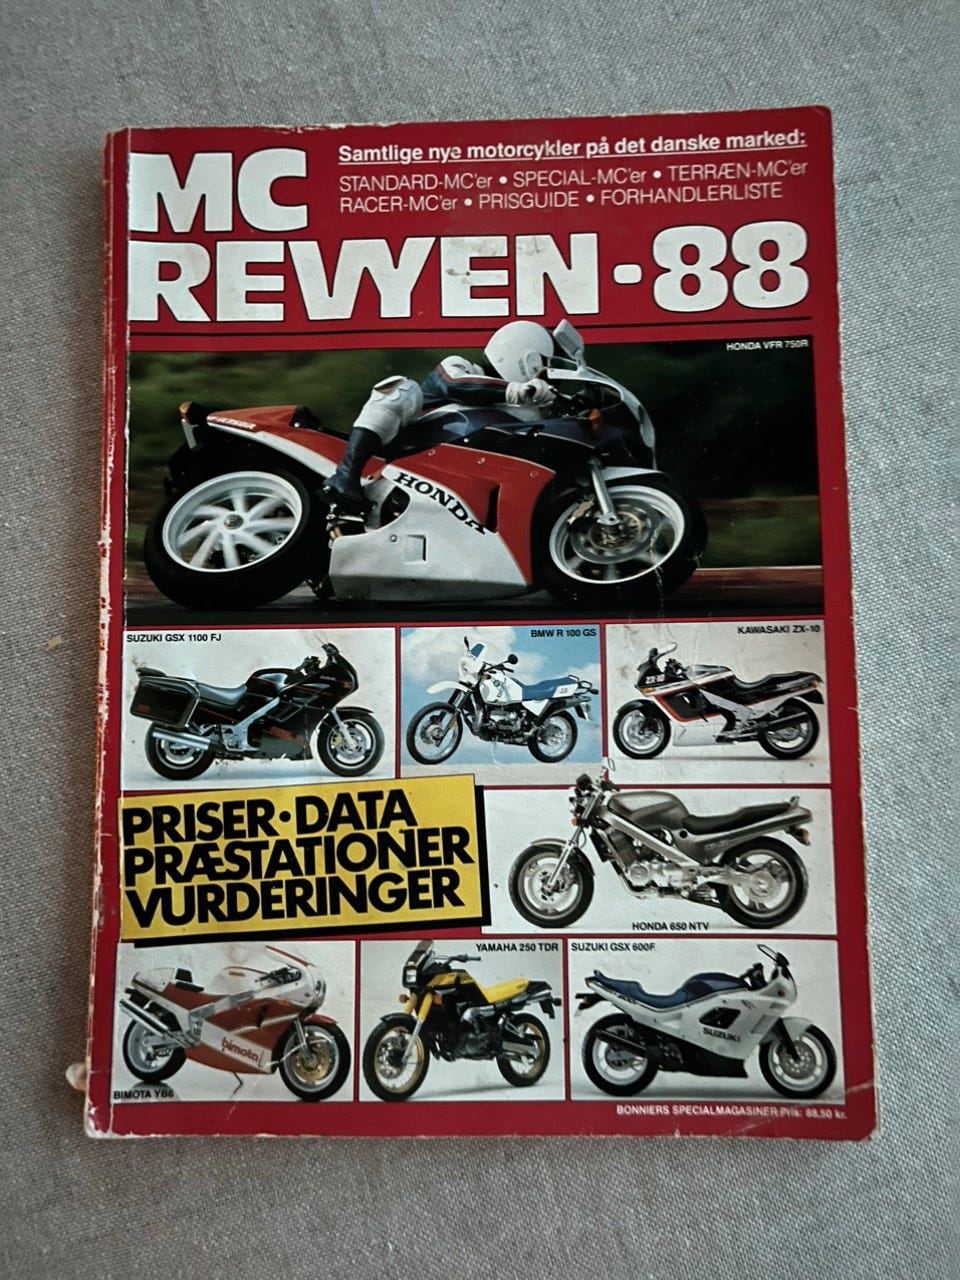 MC
REVYEN-88
Samtlige nye motorcykler på det danske marked:
STANDARD-MC'er • SPECIAL-MC'er • TERRÆN-MC'er
RACER-MC'er • PRISGUIDE • FORHANDLERLISTE
HONDA VFR 750R
HONDA
SUZUKI GSX 1100 FJ
BMW R 100 GS
KAWASAKI ZX-10
ZX-10
PRISER•DATA
PRÆSTATIONER
VURDERINGER
HONDA 650 NTV
BIMOTA YB6
bimota
YAMAHA 250 TDR
SUZUKI GSX 600F
SUZUKI
BONNIERS SPECIALMAGASINER Pris: 88,50 kr.